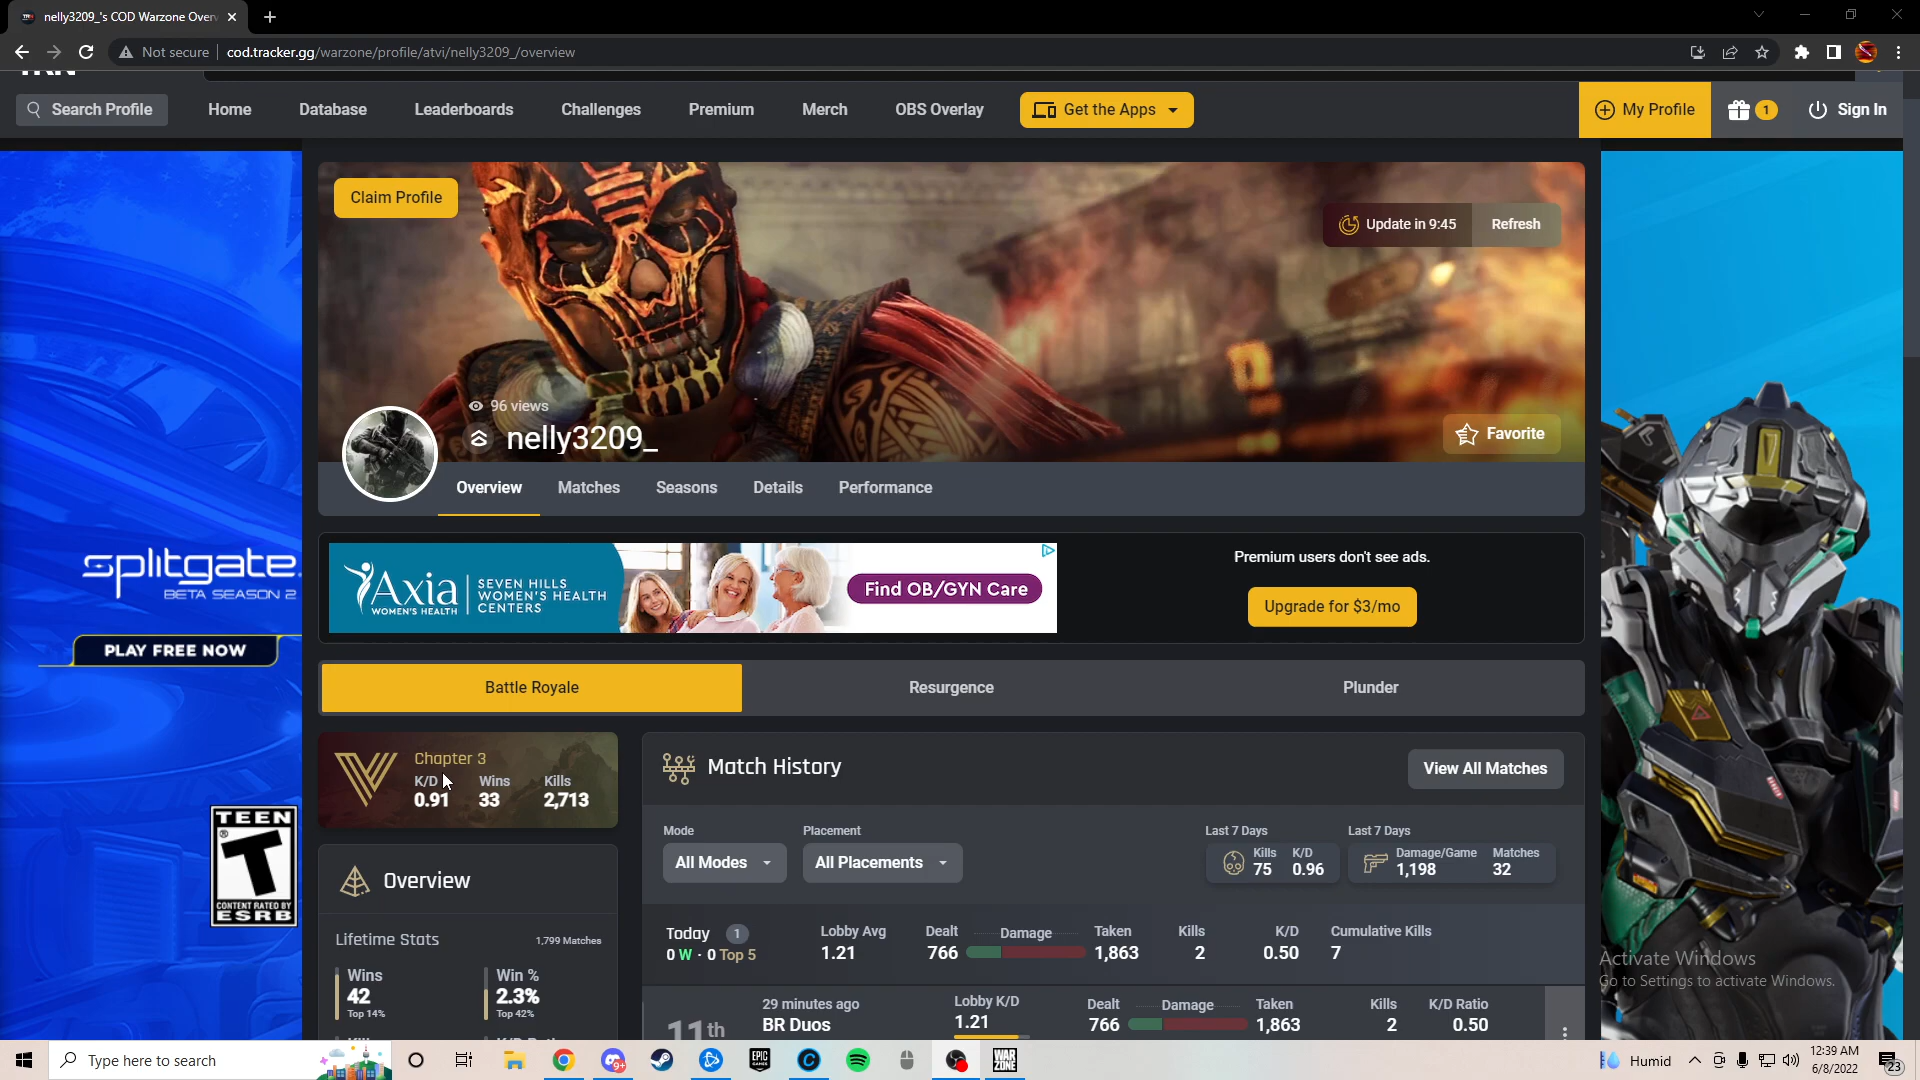 nelly3209_'s COD Warzone Over
Not secure
cod.tracker.gg/warzone/profile/atvi/nelly3209_/overview
TRN
Search Profile
Home
Database
Leaderboards
Challenges
Premium
Merch
OBS Overlay
Get the Apps
My Profile
1
Sign In
Claim Profile
Update in 9:45
Refresh
96 views
nelly3209_
Favorite
Overview
Matches
Seasons
Details
Performance
Axia
WOMEN'S HEALTH
SEVEN HILLS
WOMEN'S HEALTH
CENTERS
Find OB/GYN Care
Premium users don't see ads.
Upgrade for $3/mo
splitgate
BETA SEASON 2
PLAY FREE NOW
TEEN
T
®
CONTENT RATED BY
ESRB
Battle Royale
Resurgence
Plunder
Chapter 3
K/D Wins Kills
0.91 33 2,713
Match History
View All Matches
Mode
All Modes
Placement
All Placements
Last 7 Days
Kills K/D
75 0.96
Last 7 Days
Damage/Game Matches
1,198 32
Overview
Lifetime Stats
1,799 Matches
Wins
42
Top 14%
Win %
2.3%
Top 42%
Today 1
0 W · 0 Top 5
Lobby Avg
1.21
Dealt Damage Taken
766 1,863
Kills
2
K/D
0.50
Cumulative Kills
7
11th
29 minutes ago
BR Duos
Lobby K/D
1.21
Dealt Damage Taken
766 1,863
Kills
2
K/D Ratio
0.50
Activate Windows
Go to Settings to activate Windows.
Type here to search
9+
EPIC
GAMES
WAR
ZONE
Humid
12:39 AM
6/8/2022
23